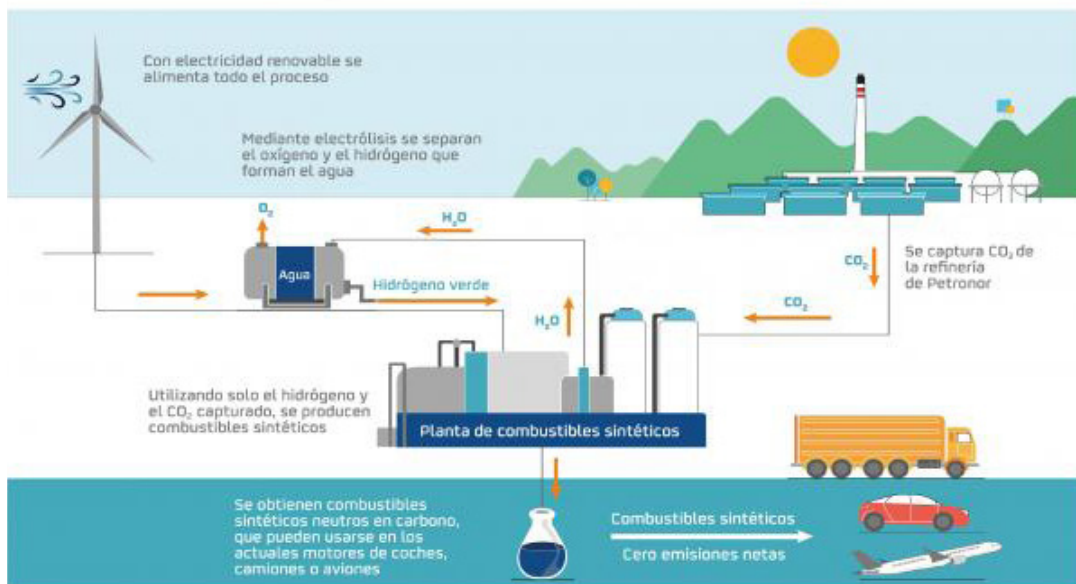 Con electricidad renovable se
alimenta todo el proceso
Mediante electrólisis se separan
el oxígeno y el hidrógeno que
forman el agua
O₂
H₂O
Agua
Hidrógeno verde
H₂O
CO₂
CO₂
Se captura CO₂ de
la refinería
de Petronor
Utilizando solo el hidrógeno y
el CO₂ capturado, se producen
combustibles sintéticos
Planta de combustibles sintéticos
Se obtienen combustibles
sintéticos neutros en carbono,
que pueden usarse en los
actuales motores de coches,
camiones o aviones
Combustibles sintéticos
Cero emisiones netas